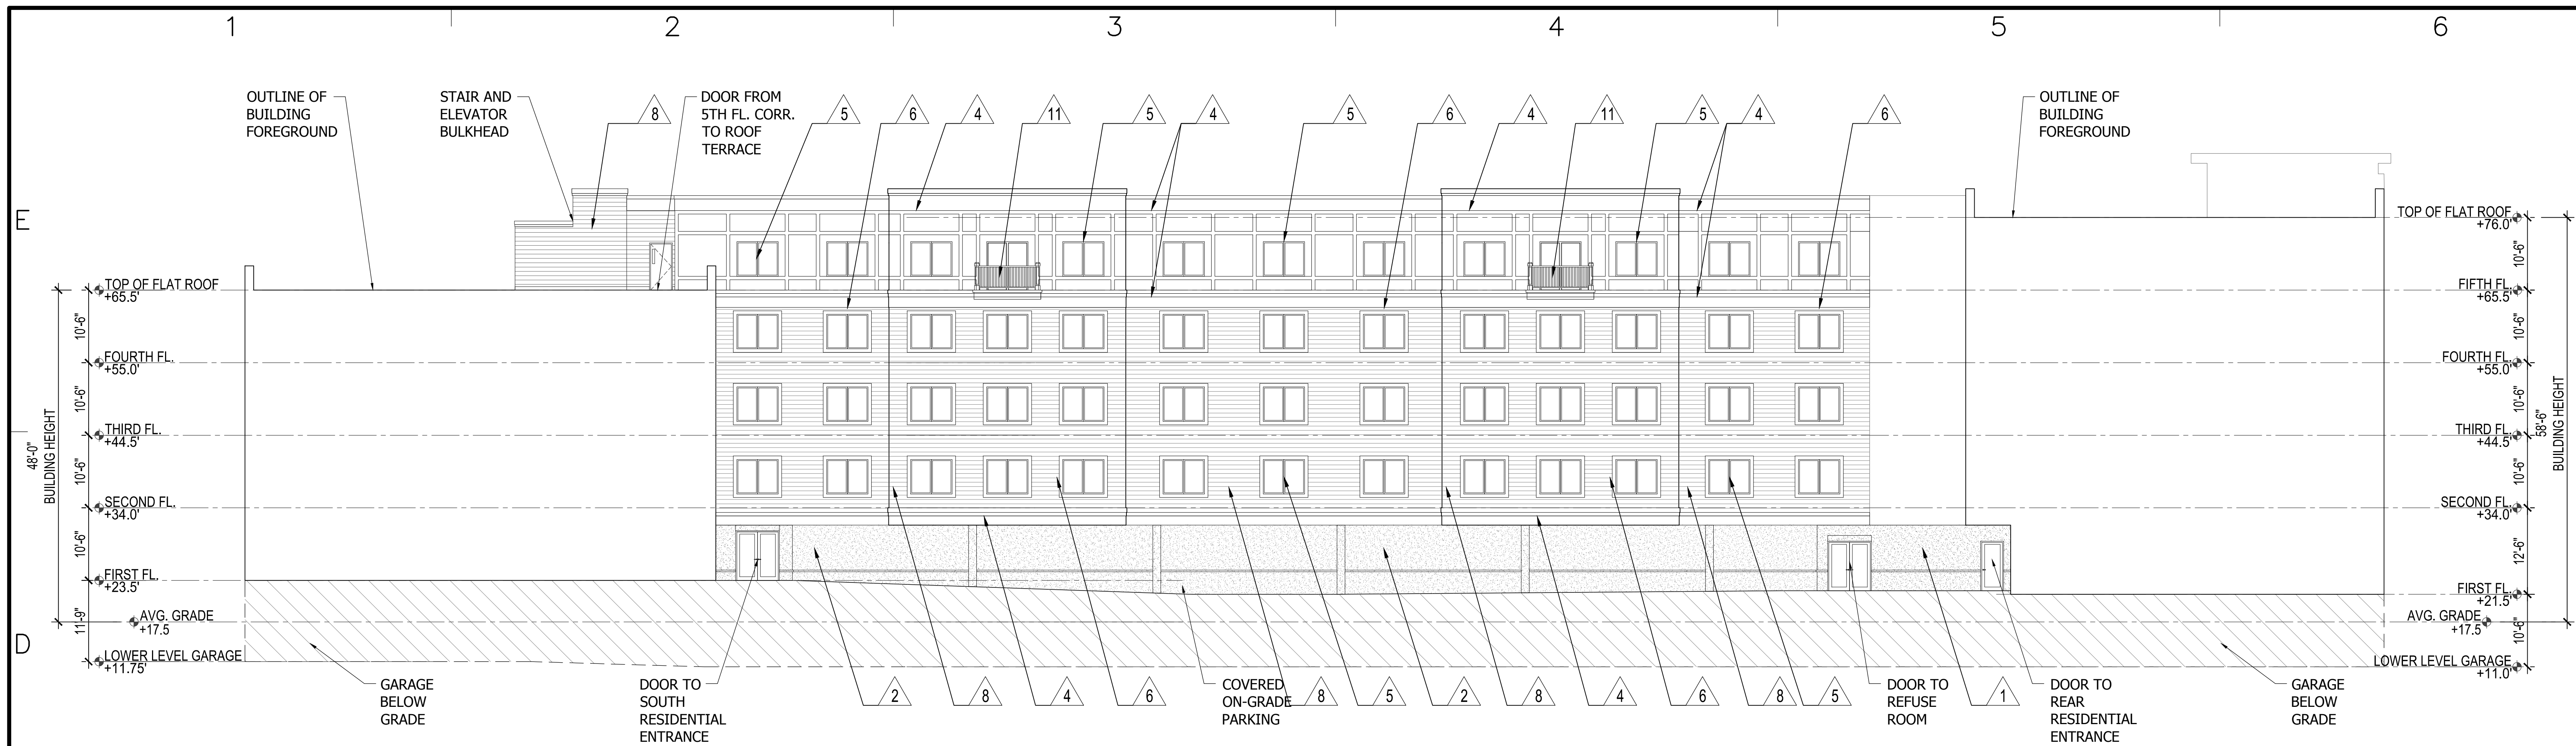 1 2 3 4 5 6
OUTLINE OF
BUILDING
FOREGROUND
STAIR AND
ELEVATOR
BULKHEAD
8
DOOR FROM
5TH FL. CORR.
TO ROOF
TERRACE
5
6
4
11
5
4
5
6
4
11
5
4
6
OUTLINE OF
BUILDING
FOREGROUND
E
D
TOP OF FLAT ROOF
+65.5'
10'-6"
FOURTH FL.
+55.0'
10'-6"
THIRD FL.
+44.5'
10'-6"
SECOND FL.
+34.0'
10'-6"
FIRST FL.
+23.5'
11'-9"
AVG. GRADE
+17.5
LOWER LEVEL GARAGE
+11.75'
48'-0"
BUILDING HEIGHT
TOP OF FLAT ROOF
+76.0'
10'-6"
FIFTH FL.
+65.5'
10'-6"
FOURTH FL.
+55.0'
10'-6"
THIRD FL.
+44.5'
10'-6"
SECOND FL.
+34.0'
12'-6"
FIRST FL.
+21.5'
AVG. GRADE
+17.5
10'-6"
LOWER LEVEL GARAGE
+11.0'
58'-6"
BUILDING HEIGHT
GARAGE
BELOW
GRADE
DOOR TO
SOUTH
RESIDENTIAL
ENTRANCE
2
8
4
6
COVERED
ON-GRADE
PARKING
8
5
2
8
4
6
8
5
DOOR TO
REFUSE
ROOM
1
DOOR TO
REAR
RESIDENTIAL
ENTRANCE
GARAGE
BELOW
GRADE